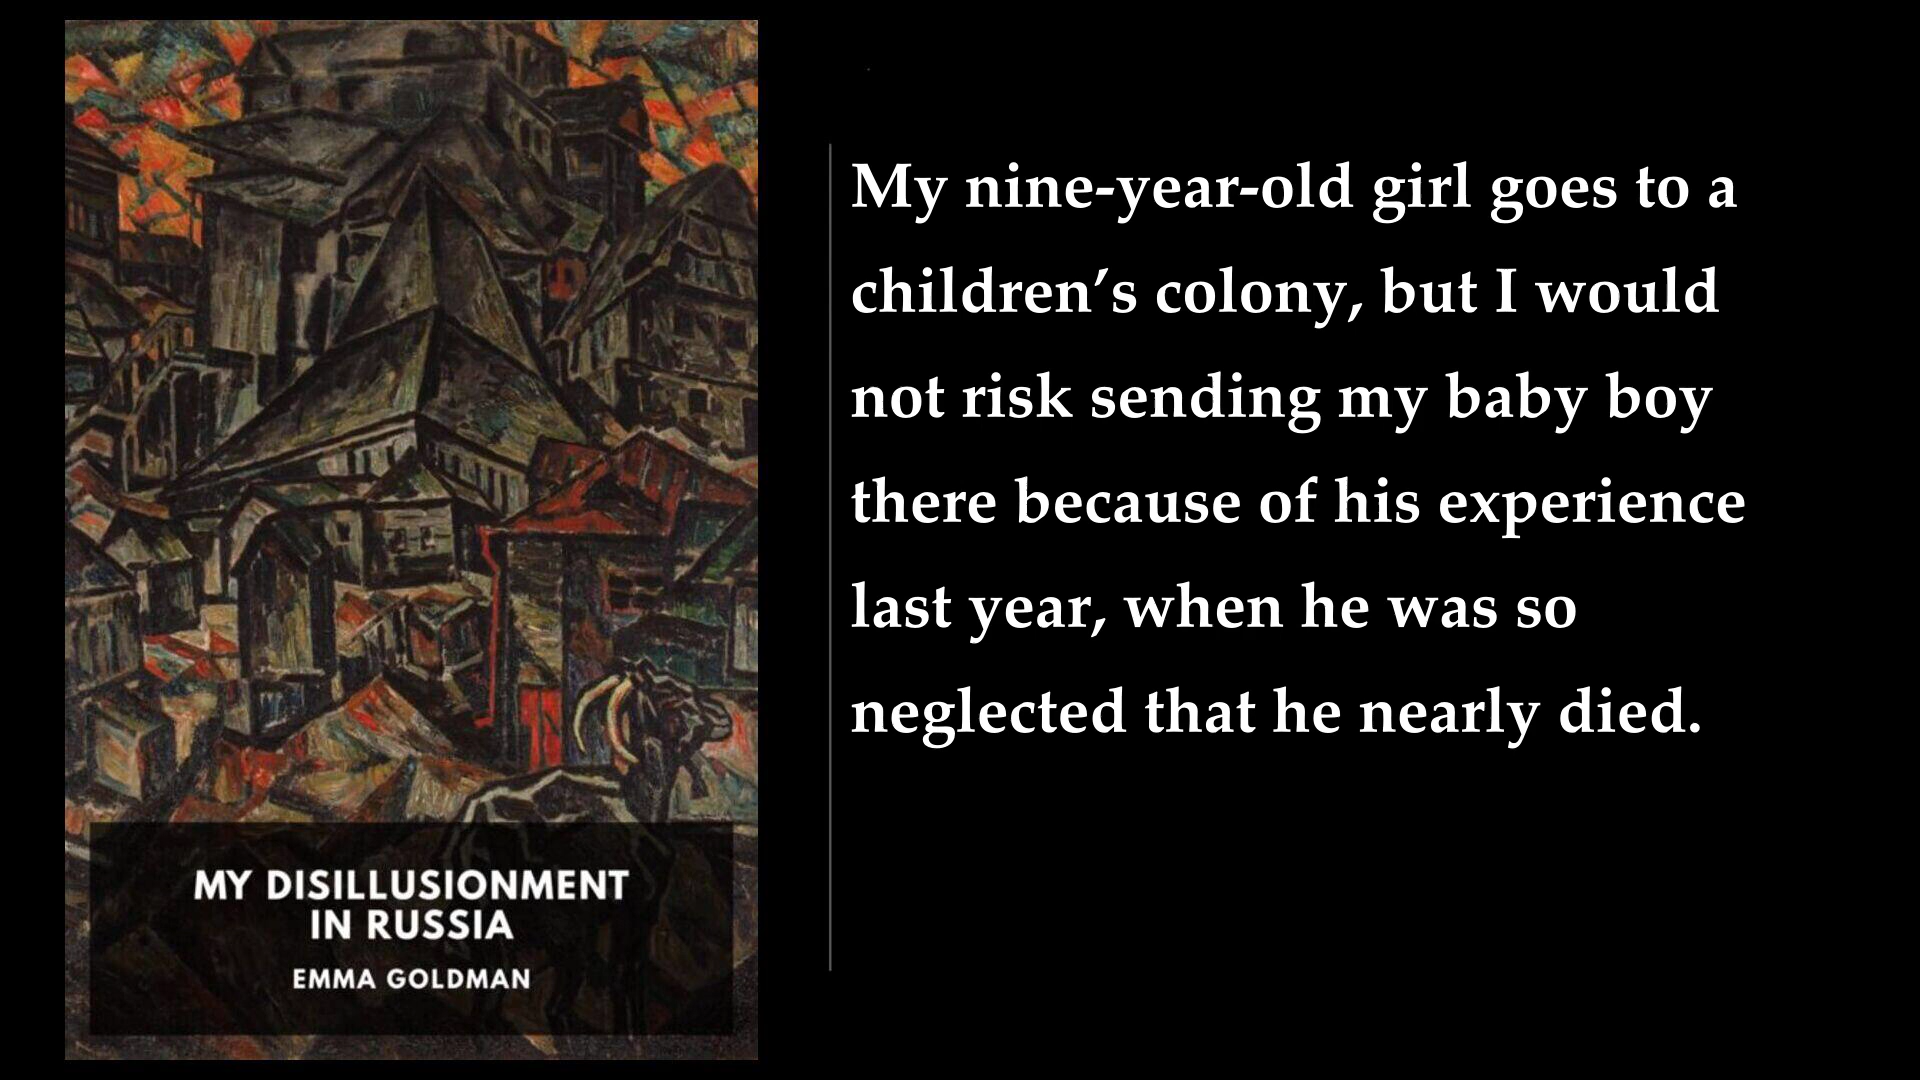 MY DISILLUSIONMENT
IN RUSSIA
EMMA GOLDMAN
My nine-year-old girl goes to a
children’s colony, but I would
not risk sending my baby boy
there because of his experience
last year, when he was so
neglected that he nearly died.